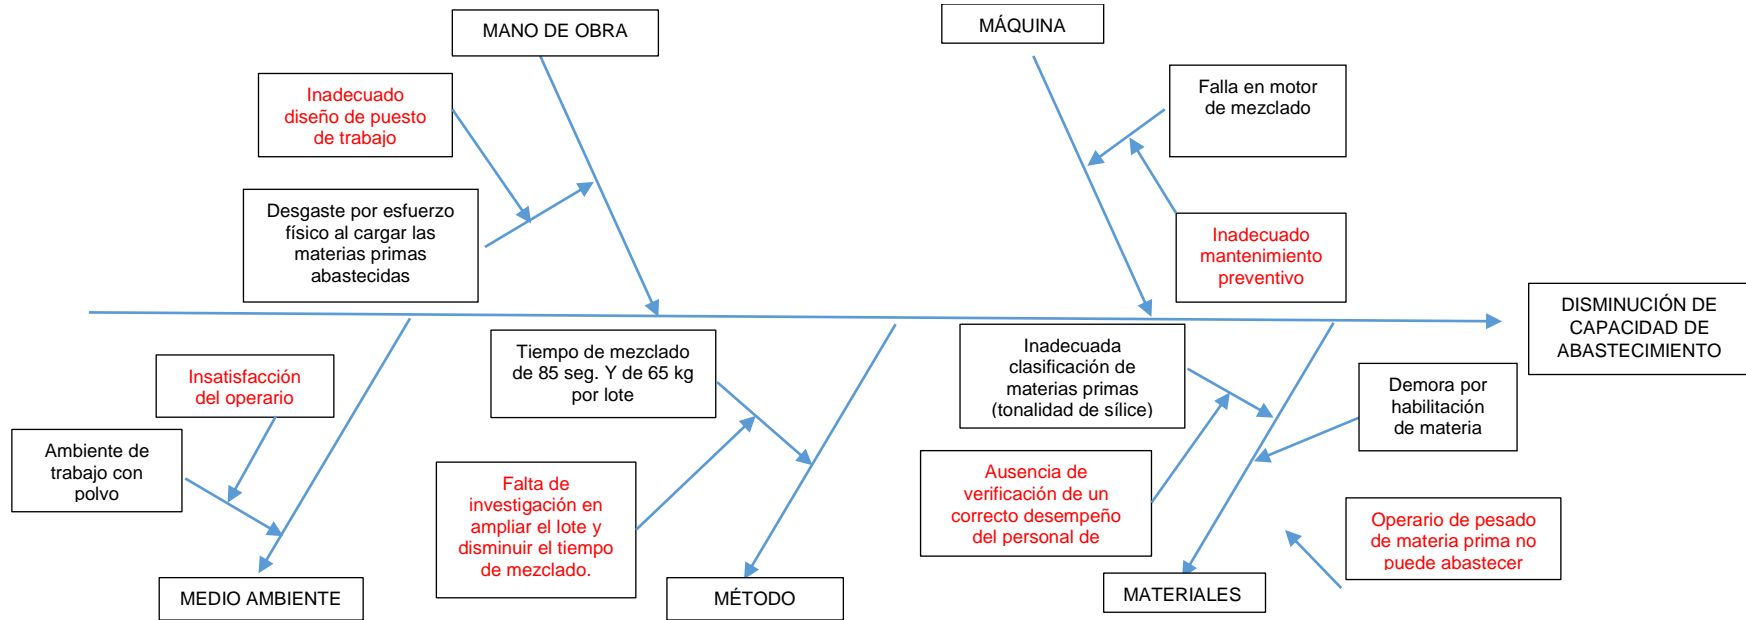 MANO DE OBRA
MÁQUINA
Inadecuado
diseño de puesto
de trabajo
Falla en motor
de mezclado
Desgaste por esfuerzo
físico al cargar las
materias primas
abastecidas
Inadecuado
mantenimiento
preventivo
DISMINUCIÓN DE
CAPACIDAD DE
ABASTECIMIENTO
Insatisfacción
del operario
Tiempo de mezclado
de 85 seg. Y de 65 kg
por lote
Inadecuada
clasificación de
materias primas
(tonalidad de sílice)
Demora por
habilitación
de materia
Ambiente de
trabajo con
polvo
Falta de
investigación en
ampliar el lote y
disminuir el tiempo
de mezclado.
Ausencia de
verificación de un
correcto desempeño
del personal de
Operario de pesado
de materia prima no
puede abastecer
MEDIO AMBIENTE
MÉTODO
MATERIALES